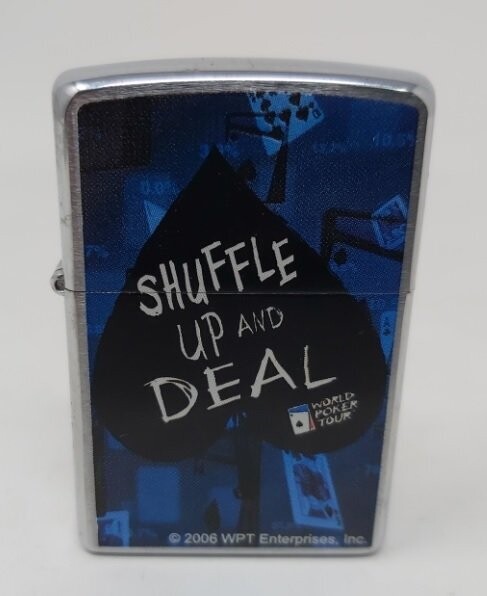 SHUFFLE
UP AND
DEAL
WORLD
POKER
TOUR
© 2006 WPT Enterprises, Inc.